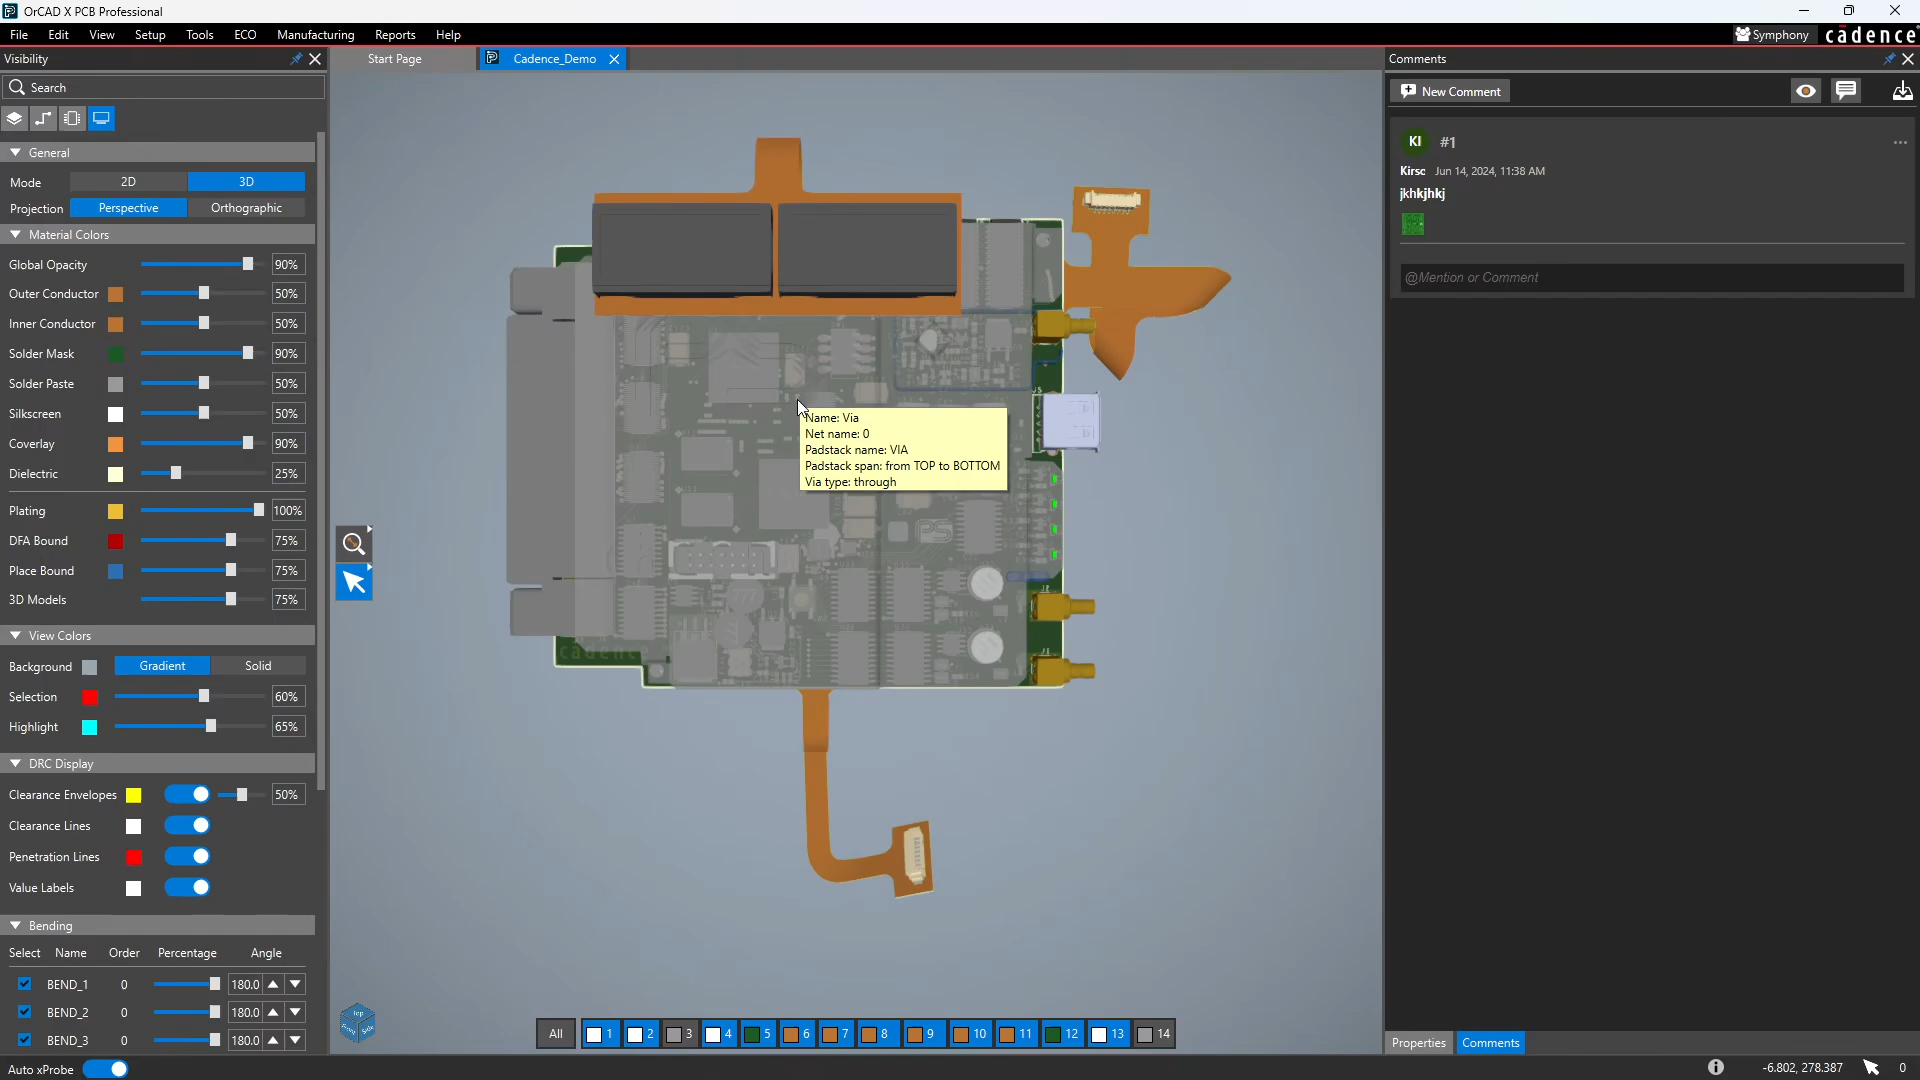 OrCAD X PCB Professional
File Edit View Setup Tools ECO Manufacturing Reports Help
Symphony cādence
Visibility
Start Page
Cadence_Demo
Comments
Search
New Comment
General
Mode 2D 3D
Projection Perspective Orthographic
Material Colors
Global Opacity 90%
Outer Conductor 50%
Inner Conductor 50%
Solder Mask 90%
Solder Paste 50%
Silkscreen 50%
Coverlay 90%
Dielectric 25%
Plating 100%
DFA Bound 75%
Place Bound 75%
3D Models 75%
View Colors
Background Gradient Solid
Selection 60%
Highlight 65%
DRC Display
Clearance Envelopes 50%
Clearance Lines
Penetration Lines
Value Labels
Bending
Select Name Order Percentage Angle
BEND_1 0 180.0
BEND_2 0 180.0
BEND_3 0 180.0
Auto xProbe
J5
Name: Via
Net name: 0
Padstack name: VIA
Padstack span: from TOP to BOTTOM
Via type: through
PS
cadence
Top
All 1 2 3 4 5 6 7 8 9 10 11 12 13 14
KI #1
Kirsc Jun 14, 2024, 11:38 AM
jkhkjhkj
@Mention or Comment
Properties Comments
-6.802, 278.387 0